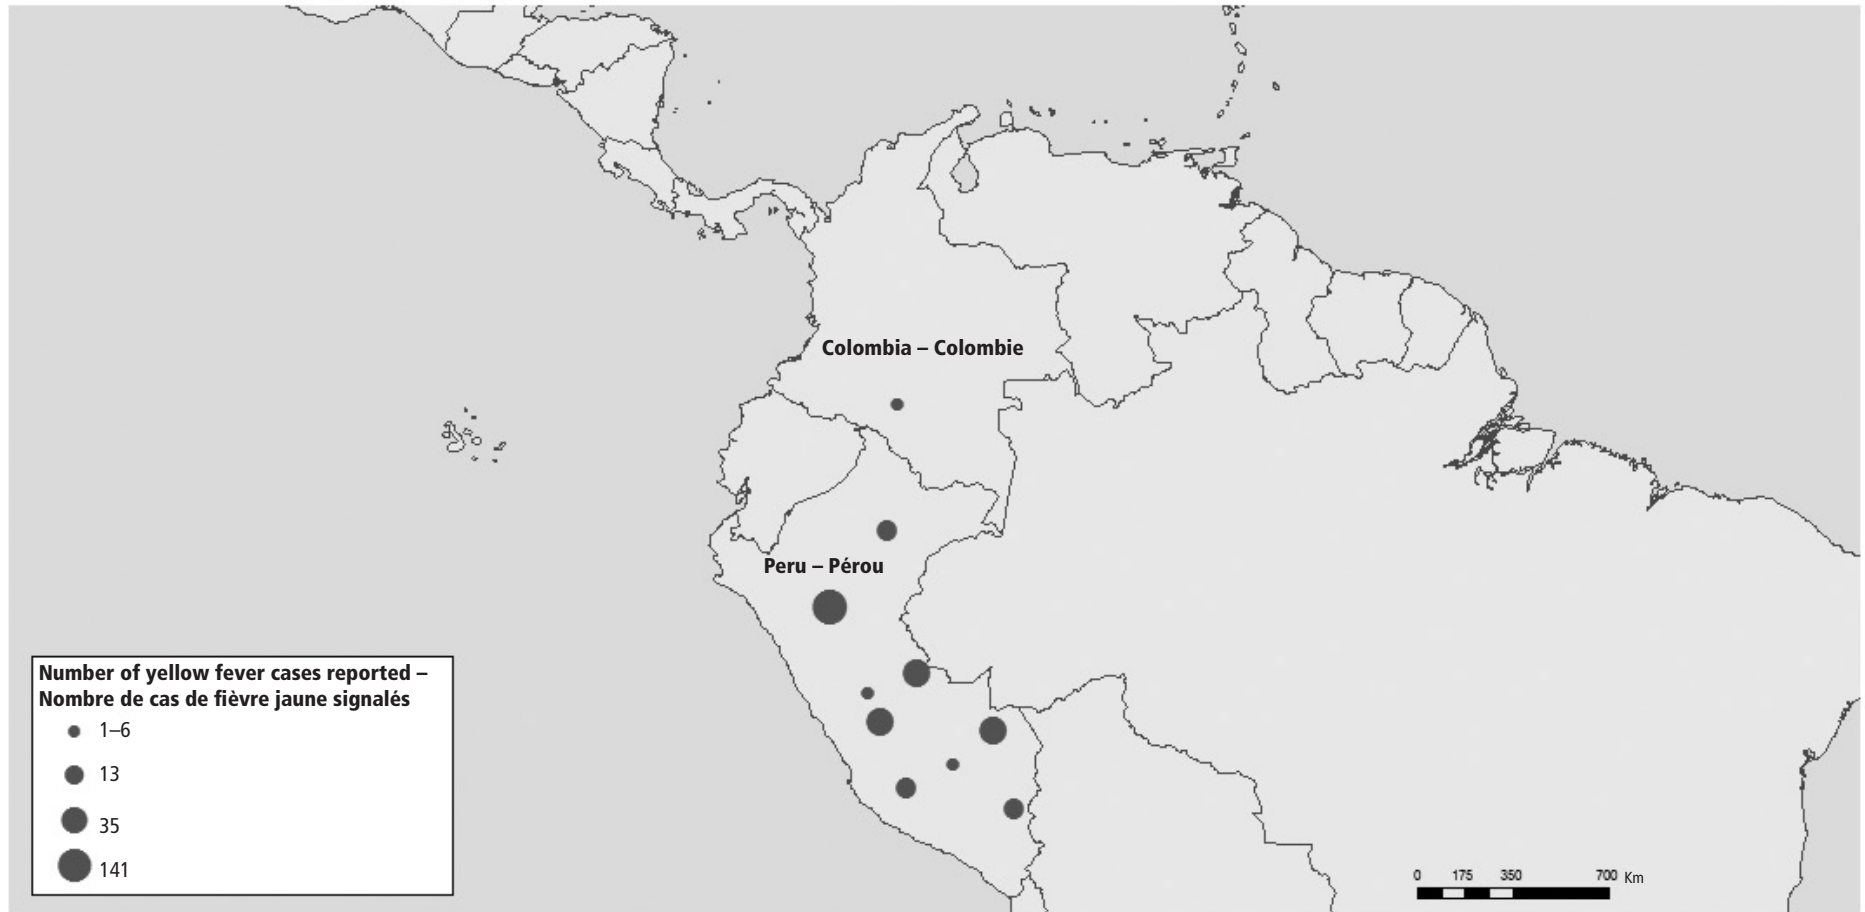 Colombia – Colombie
Peru – Pérou
Number of yellow fever cases reported –
Nombre de cas de fièvre jaune signalés
1–6
13
35
141
0 175 350 700 Km